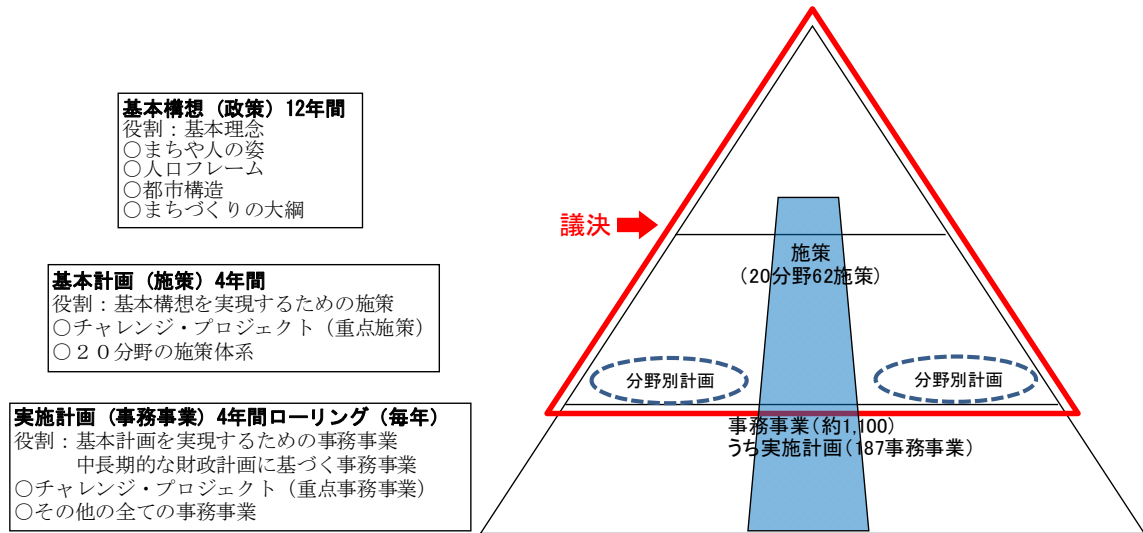 基本構想（政策）12年間
役割：基本理念
○まちや人の姿
○人口フレーム
○都市構造
○まちづくりの大綱
基本計画（施策）4年間
役割：基本構想を実現するための施策
○チャレンジ・プロジェクト（重点施策）
○２０分野の施策体系
実施計画（事務事業）4年間ローリング（毎年）
役割：基本計画を実現するための事務事業
中長期的な財政計画に基づく事務事業
○チャレンジ・プロジェクト（重点事務事業）
○その他の全ての事務事業
議決
施策
（20分野62施策）
分野別計画
分野別計画
事務事業（約1,100）
うち実施計画（187事務事業）